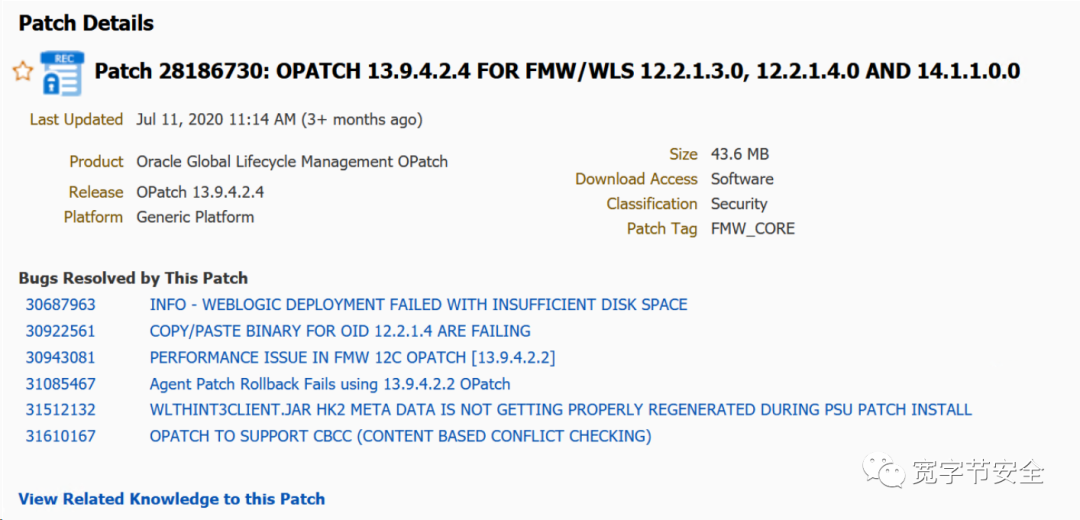 Patch Details
REC
Patch 28186730: OPATCH 13.9.4.2.4 FOR FMW/WLS 12.2.1.3.0, 12.2.1.4.0 AND 14.1.1.0.0
Last Updated Jul 11, 2020 11:14 AM (3+ months ago)
Product Oracle Global Lifecycle Management OPatch
Release OPatch 13.9.4.2.4
Platform Generic Platform
Size 43.6 MB
Download Access Software
Classification Security
Patch Tag FMW_CORE
Bugs Resolved by This Patch
30687963 INFO - WEBLOGIC DEPLOYMENT FAILED WITH INSUFFICIENT DISK SPACE
30922561 COPY/PASTE BINARY FOR OID 12.2.1.4 ARE FAILING
30943081 PERFORMANCE ISSUE IN FMW 12C OPATCH [13.9.4.2.2]
31085467 Agent Patch Rollback Fails using 13.9.4.2.2 OPatch
31512132 WLTHINT3CLIENT.JAR HK2 META DATA IS NOT GETTING PROPERLY REGENERATED DURING PSU PATCH INSTALL
31610167 OPATCH TO SUPPORT CBCC (CONTENT BASED CONFLICT CHECKING)
宽字节安全
View Related Knowledge to this Patch